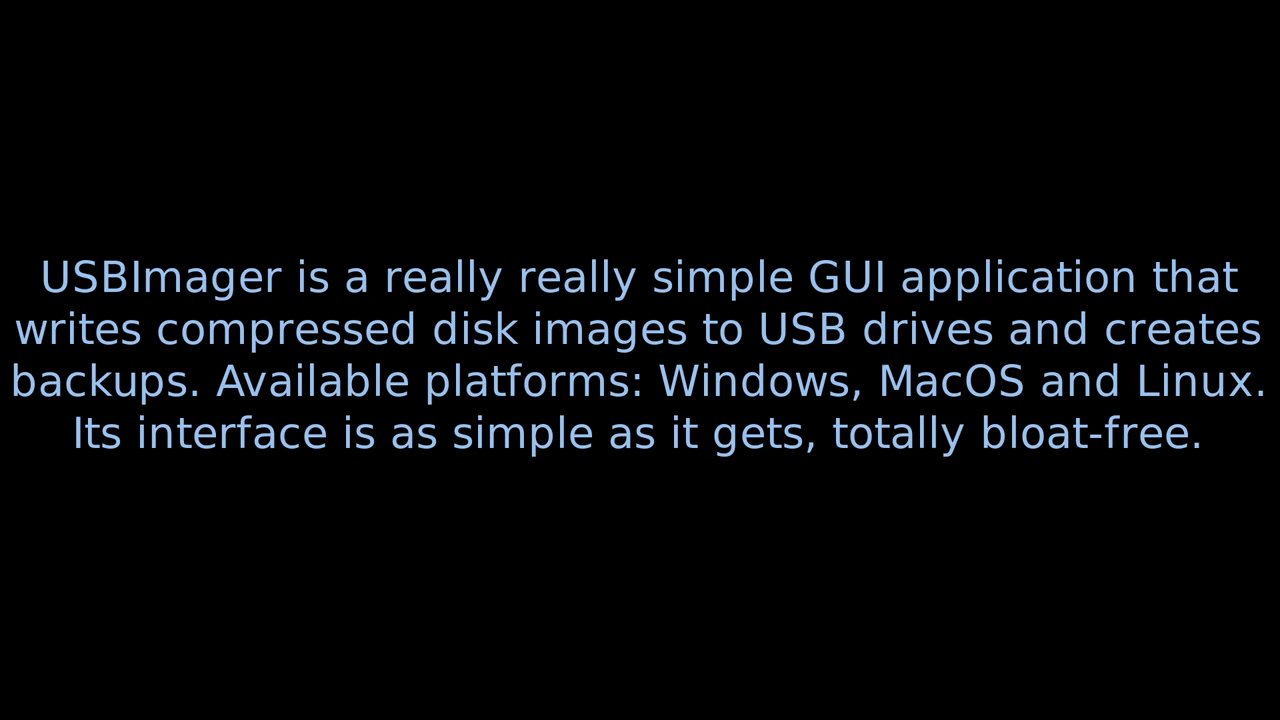 USBImager is a really really simple GUI application that
writes compressed disk images to USB drives and creates
backups. Available platforms: Windows, MacOS and Linux.
Its interface is as simple as it gets, totally bloat-free.